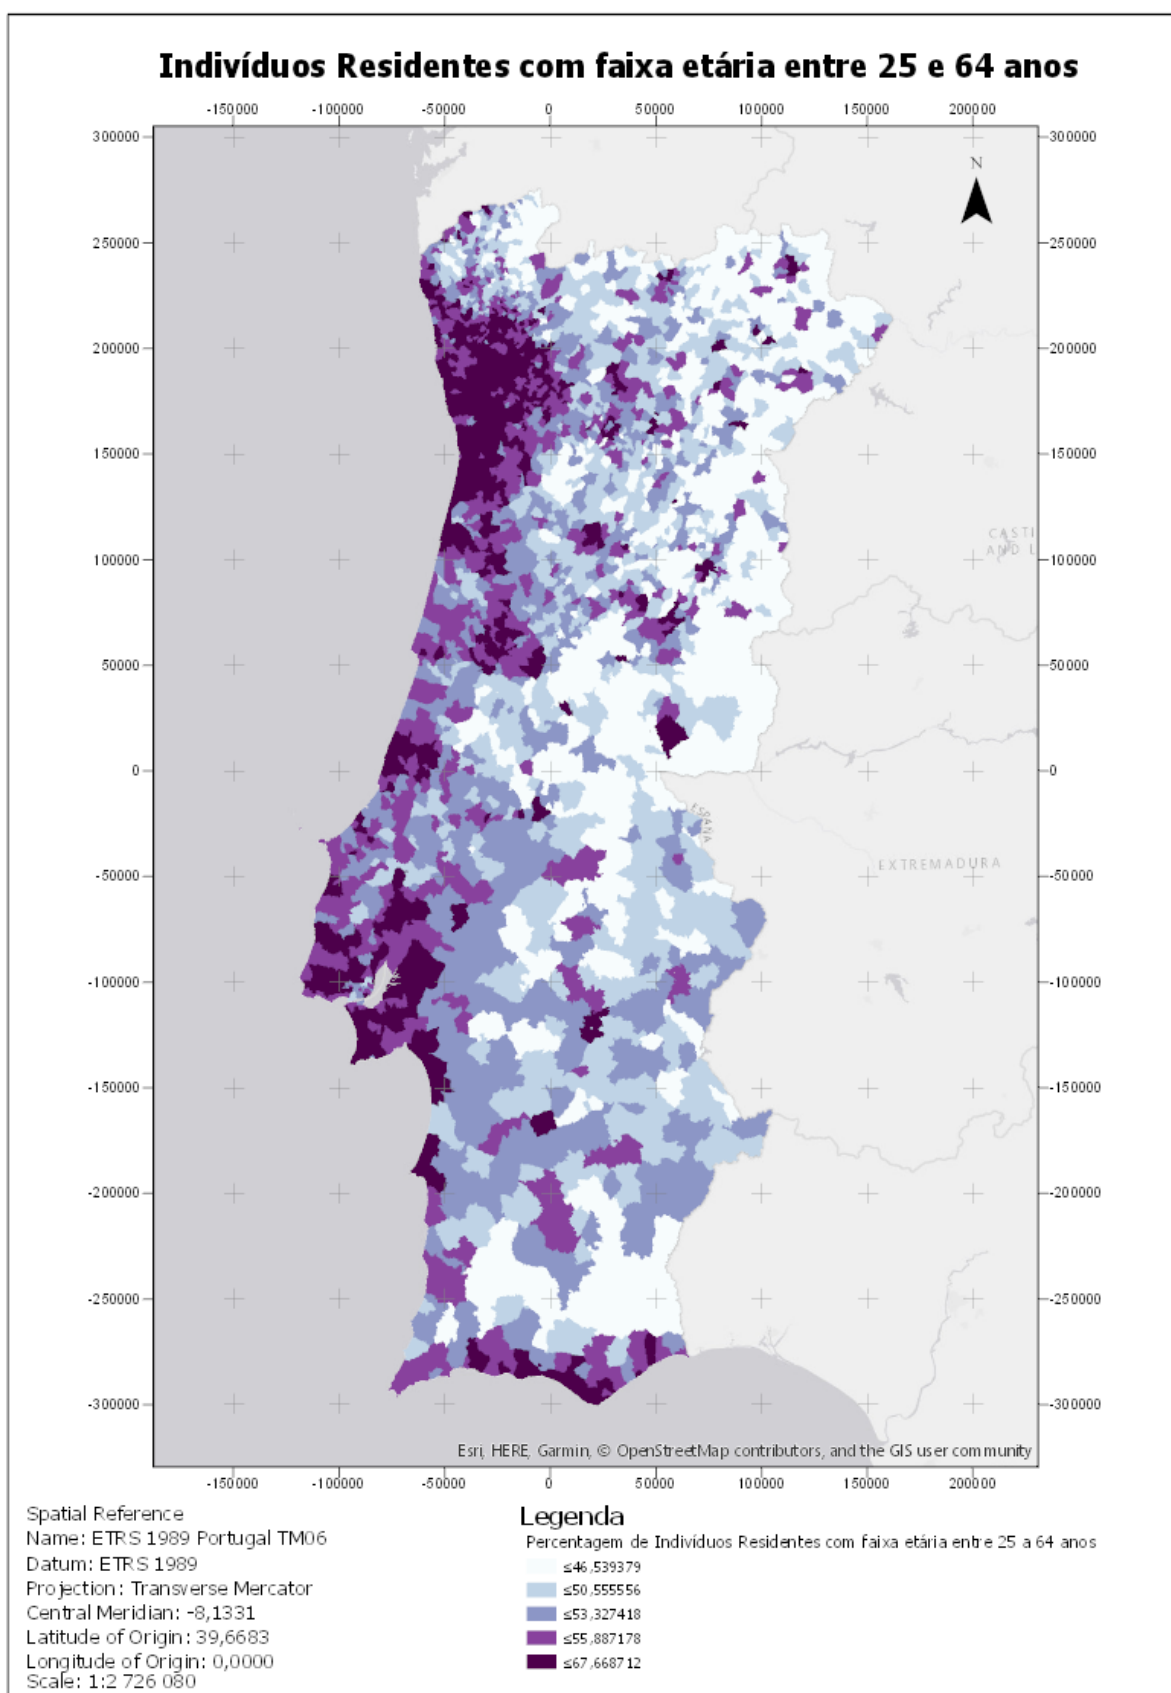 Indivíduos Residentes com faixa etária entre 25 e 64 anos
-150000 -100000 -50000 0 50000 100000 150000 200000
300000 300000
N
250000 250000
200000 200000
150000 150000
CASTI
AND L
100000 100000
50000 50000
0 0
ESPAÑA
EXTREMADURA
-50000 -50000
-100000 -100000
-150000 -150000
-200000 -200000
-250000 -250000
-300000 -300000
Esri, HERE, Garmin, © OpenStreetMap contributors, and the GIS user community
-150000 -100000 -50000 0 50000 100000 150000 200000
Spatial Reference
Name: ETRS 1989 Portugal TM06
Datum: ETRS 1989
Projection: Transverse Mercator
Central Meridian: -8,1331
Latitude of Origin: 39,6683
Longitude of Origin: 0,0000
Scale: 1:2 726 080
Legenda
Percentagem de Indivíduos Residentes com faixa etária entre 25 a 64 anos
≤46,539379
≤50,555556
≤53,327418
≤55,887178
≤67,668712